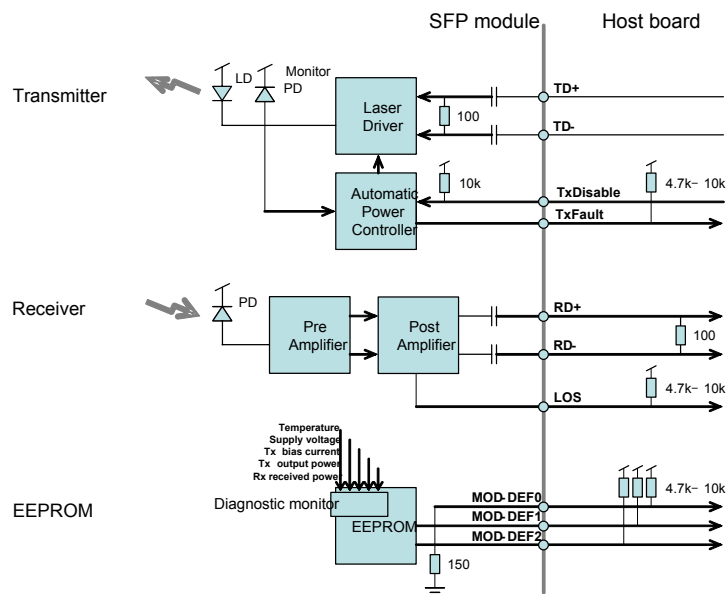 SFP module
Host board
Transmitter
LD
Monitor
PD
Laser
Driver
100
TD+
TD-
Automatic
Power
Controller
10k
4.7k– 10k
TxDisable
TxFault
Receiver
PD
Pre
Amplifier
Post
Amplifier
RD+
RD-
100
LOS
4.7k– 10k
Temperature
Supply voltage
Tx bias current
Tx output power
Rx received power
Diagnostic monitor
EEPROM
EEPROM
MOD-DEF0
MOD-DEF1
MOD-DEF2
4.7k– 10k
150